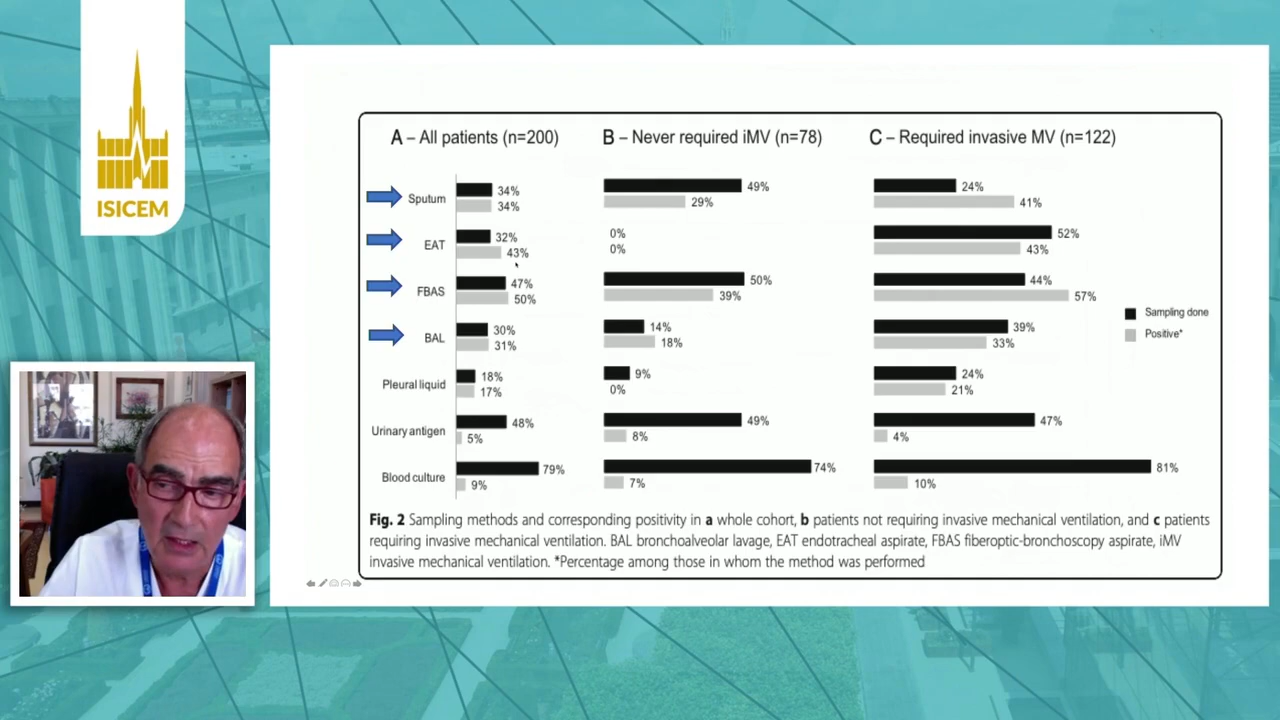 ISICEM
A – All patients (n=200)
B – Never required iMV (n=78)
C – Required invasive MV (n=122)
Sputum
34%
34%
49%
29%
24%
41%
EAT
32%
43%
0%
0%
52%
43%
FBAS
47%
50%
50%
39%
44%
57%
BAL
30%
31%
14%
18%
39%
33%
Pleural liquid
18%
17%
9%
0%
24%
21%
Urinary antigen
48%
5%
49%
8%
47%
4%
Blood culture
79%
9%
74%
7%
81%
10%
Sampling done
Positive*
Fig. 2 Sampling methods and corresponding positivity in a whole cohort, b patients not requiring invasive mechanical ventilation, and c patients
requiring invasive mechanical ventilation. BAL bronchoalveolar lavage, EAT endotracheal aspirate, FBAS fiberoptic-bronchoscopy aspirate, iMV
invasive mechanical ventilation. *Percentage among those in whom the method was performed